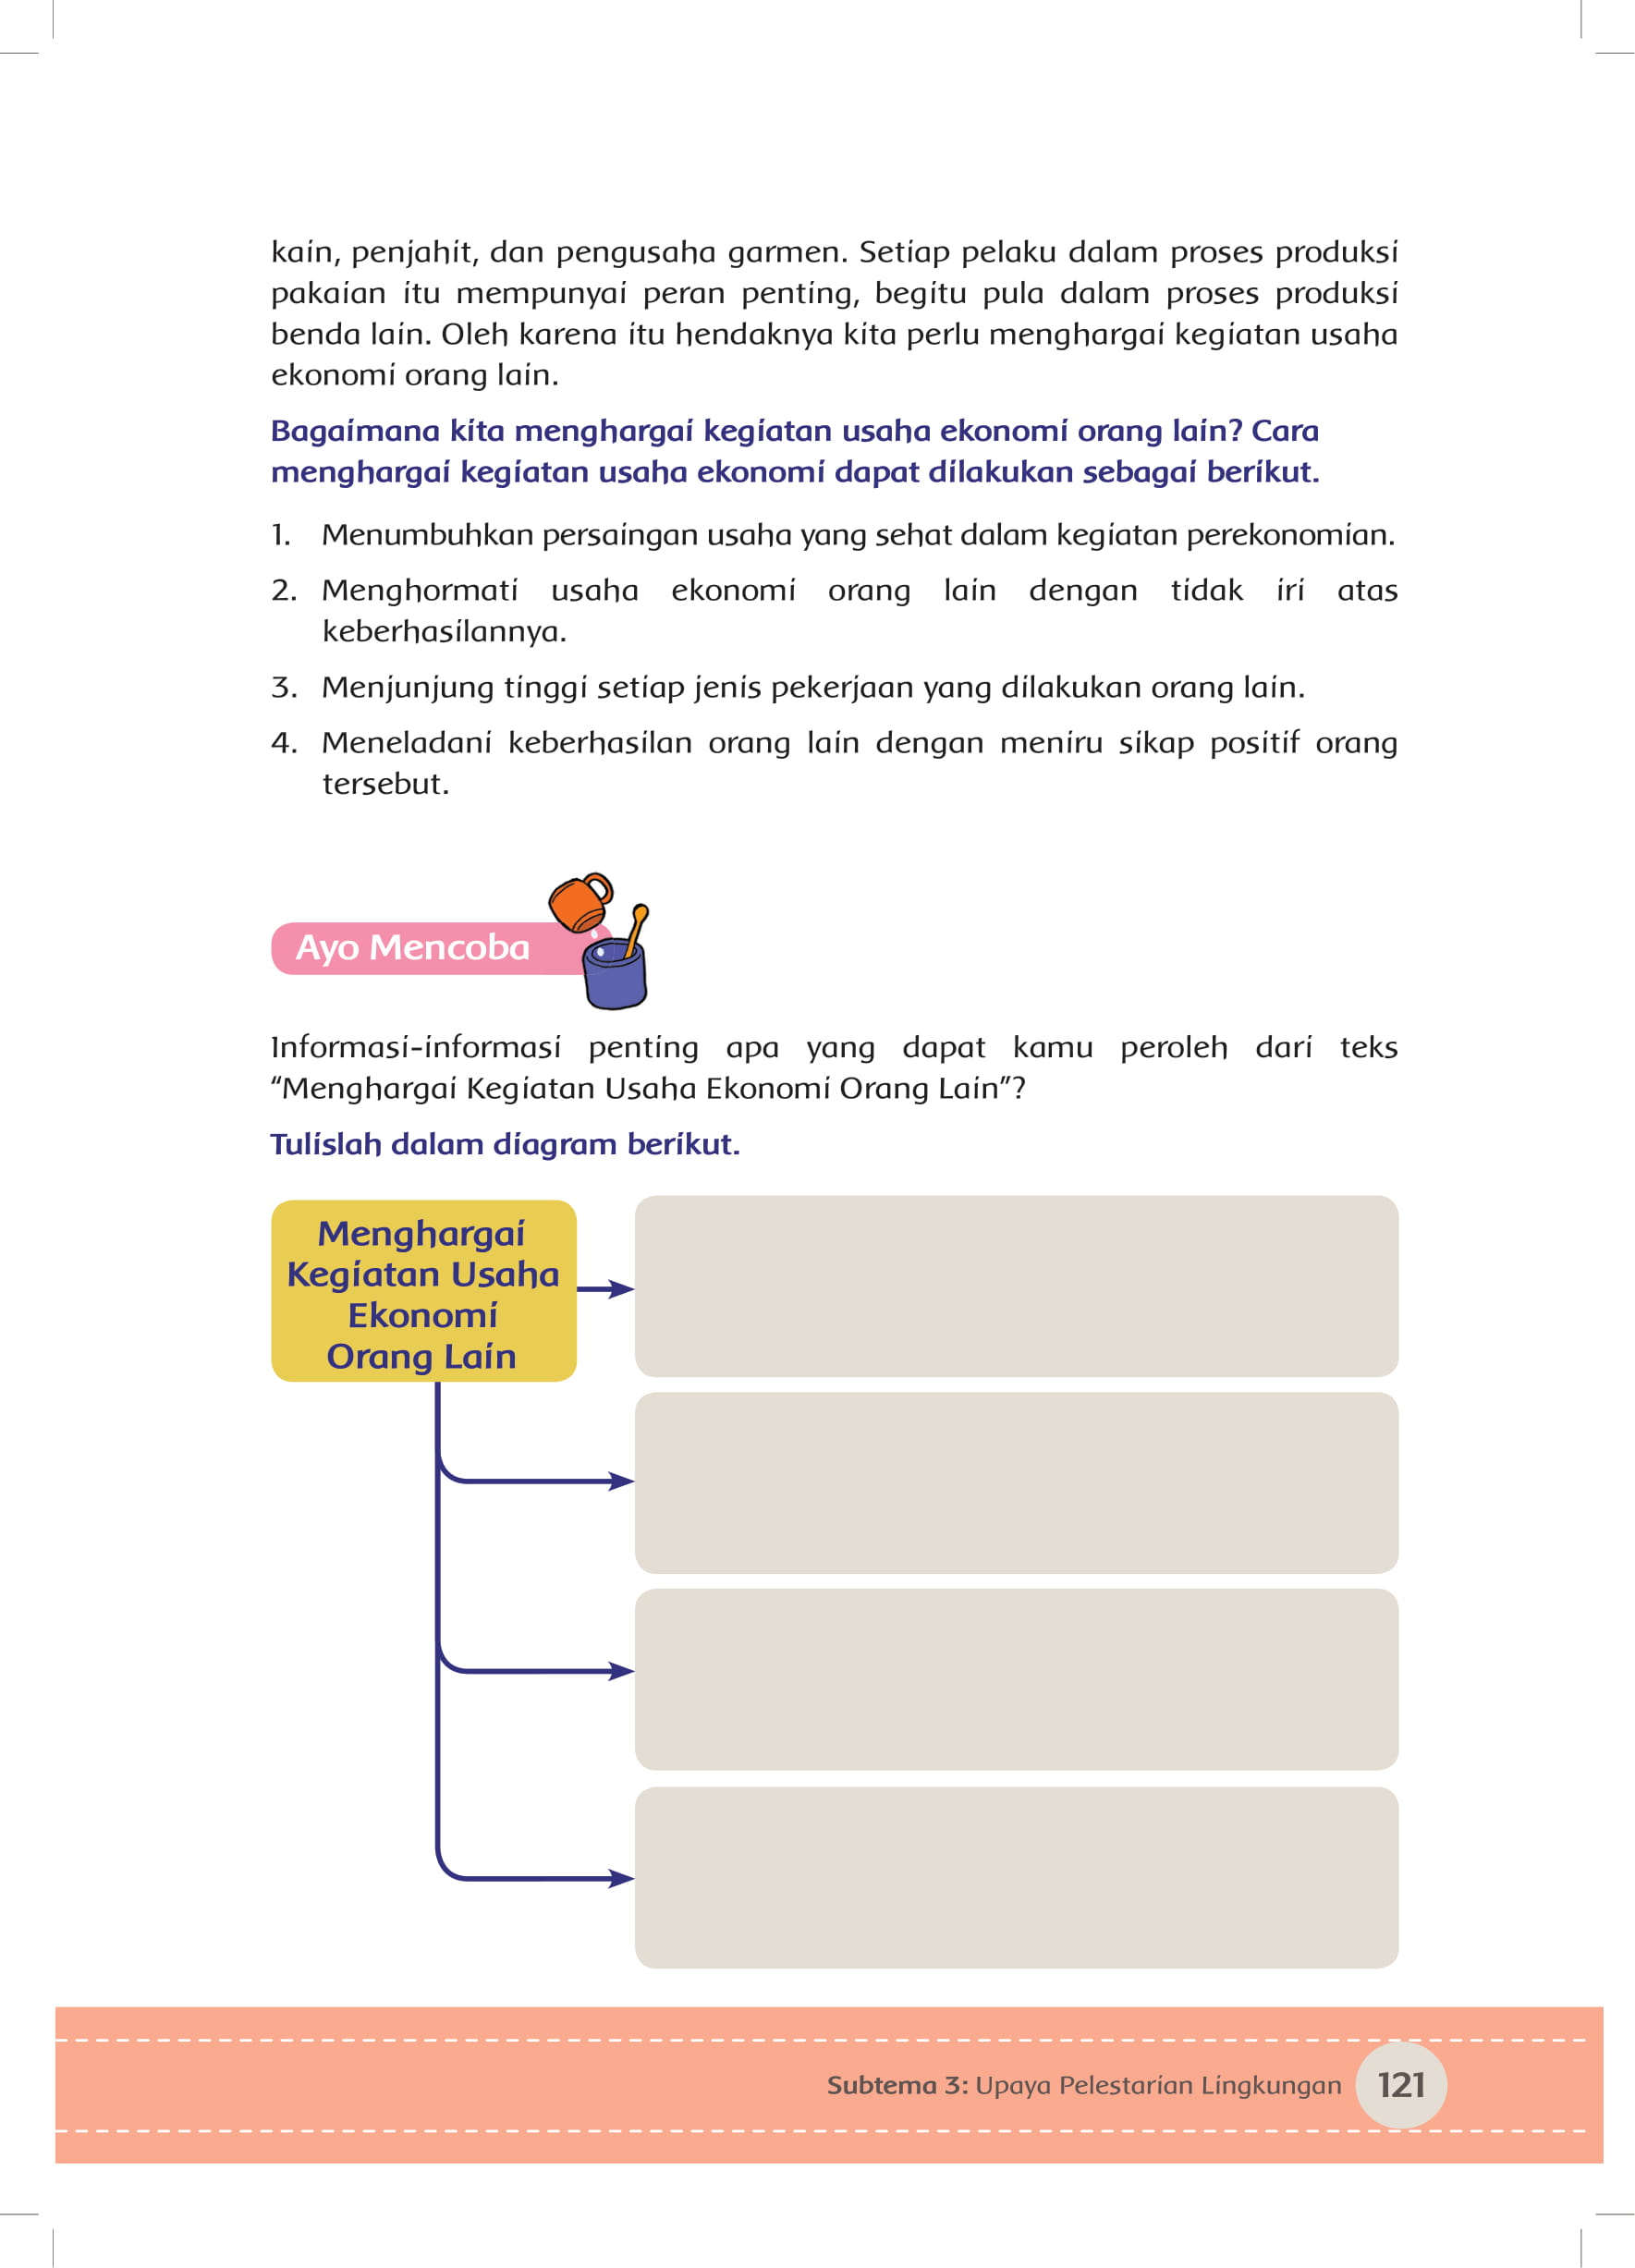 kain, penjahit, dan pengusaha garmen. Setiap pelaku dalam proses produksi
pakaian itu mempunyai peran penting, begitu pula dalam proses produksi
benda lain. Oleh karena itu hendaknya kita perlu menghargai kegiatan usaha
ekonomi orang lain.
Bagaimana kita menghargai kegiatan usaha ekonomi orang lain? Cara
menghargai kegiatan usaha ekonomi dapat dilakukan sebagai berikut.
1. Menumbuhkan persaingan usaha yang sehat dalam kegiatan perekonomian.
2. Menghormati usaha ekonomi orang lain dengan tidak iri atas
keberhasilannya.
3. Menjunjung tinggi setiap jenis pekerjaan yang dilakukan orang lain.
4. Meneladani keberhasilan orang lain dengan meniru sikap positif orang
tersebut.
Ayo Mencoba
Informasi-informasi penting apa yang dapat kamu peroleh dari teks
“Menghargai Kegiatan Usaha Ekonomi Orang Lain”?
Tulislah dalam diagram berikut.
Menghargai
Kegiatan Usaha
Ekonomi
Orang Lain
Subtema 3: Upaya Pelestarian Lingkungan 121